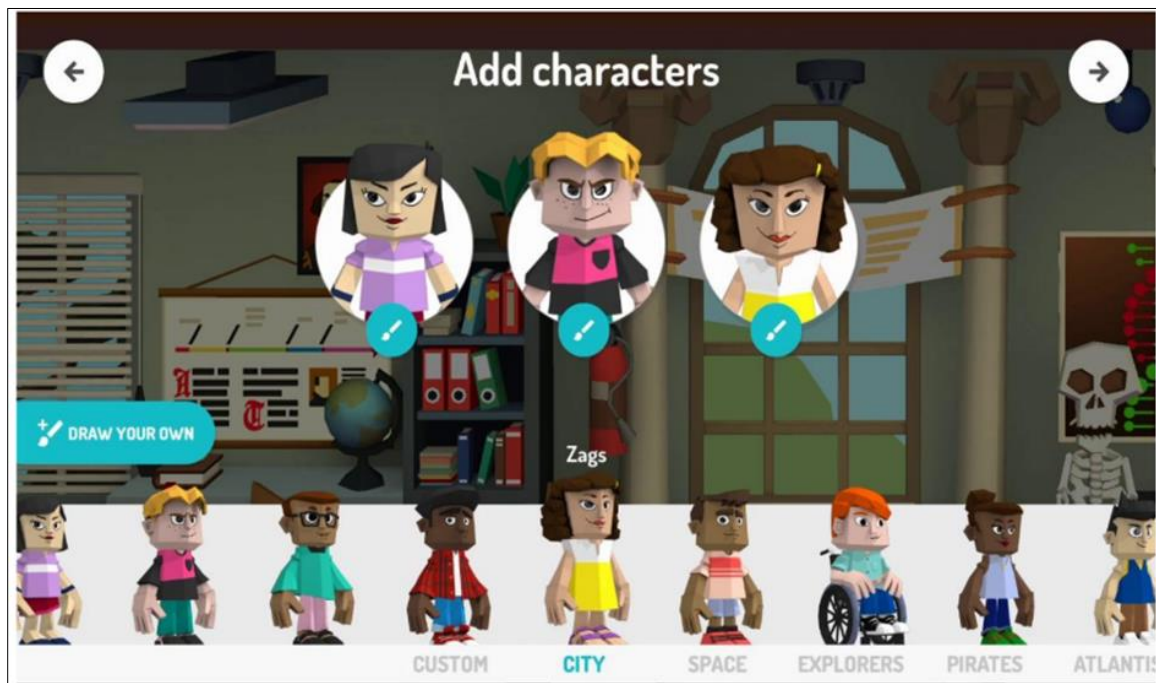 Add characters
A
T
DRAW YOUR OWN
Zags
CUSTOM CITY SPACE EXPLORERS PIRATES ATLANTIS